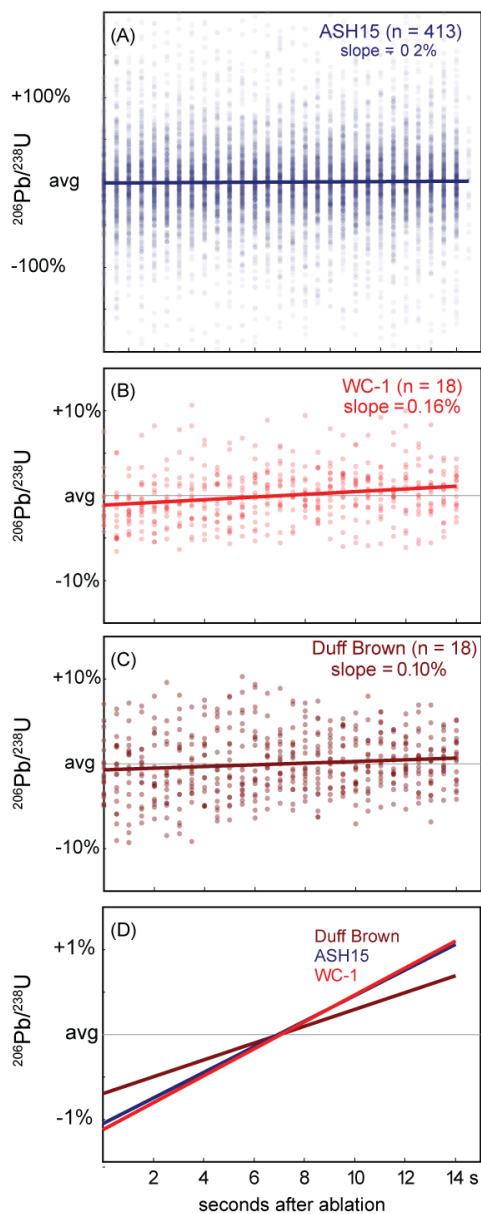 (A)
ASH15 (n = 413)
slope = 0 2%
+100%
avg
-100%
206Pb/238U
(B)
WC-1 (n = 18)
slope = 0.16%
+10%
avg
-10%
206Pb/238U
(C)
Duff Brown (n = 18)
slope = 0.10%
+10%
avg
-10%
206Pb/238U
(D)
Duff Brown
ASH15
WC-1
+1%
avg
-1%
206Pb/238U
2 4 6 8 10 12 14 s
seconds after ablation